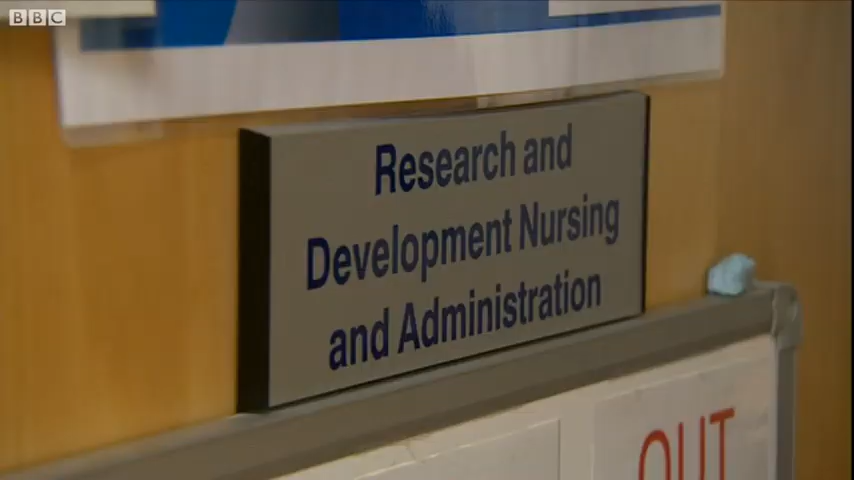 BBC
Research and
Development Nursing
and Administration
OUT